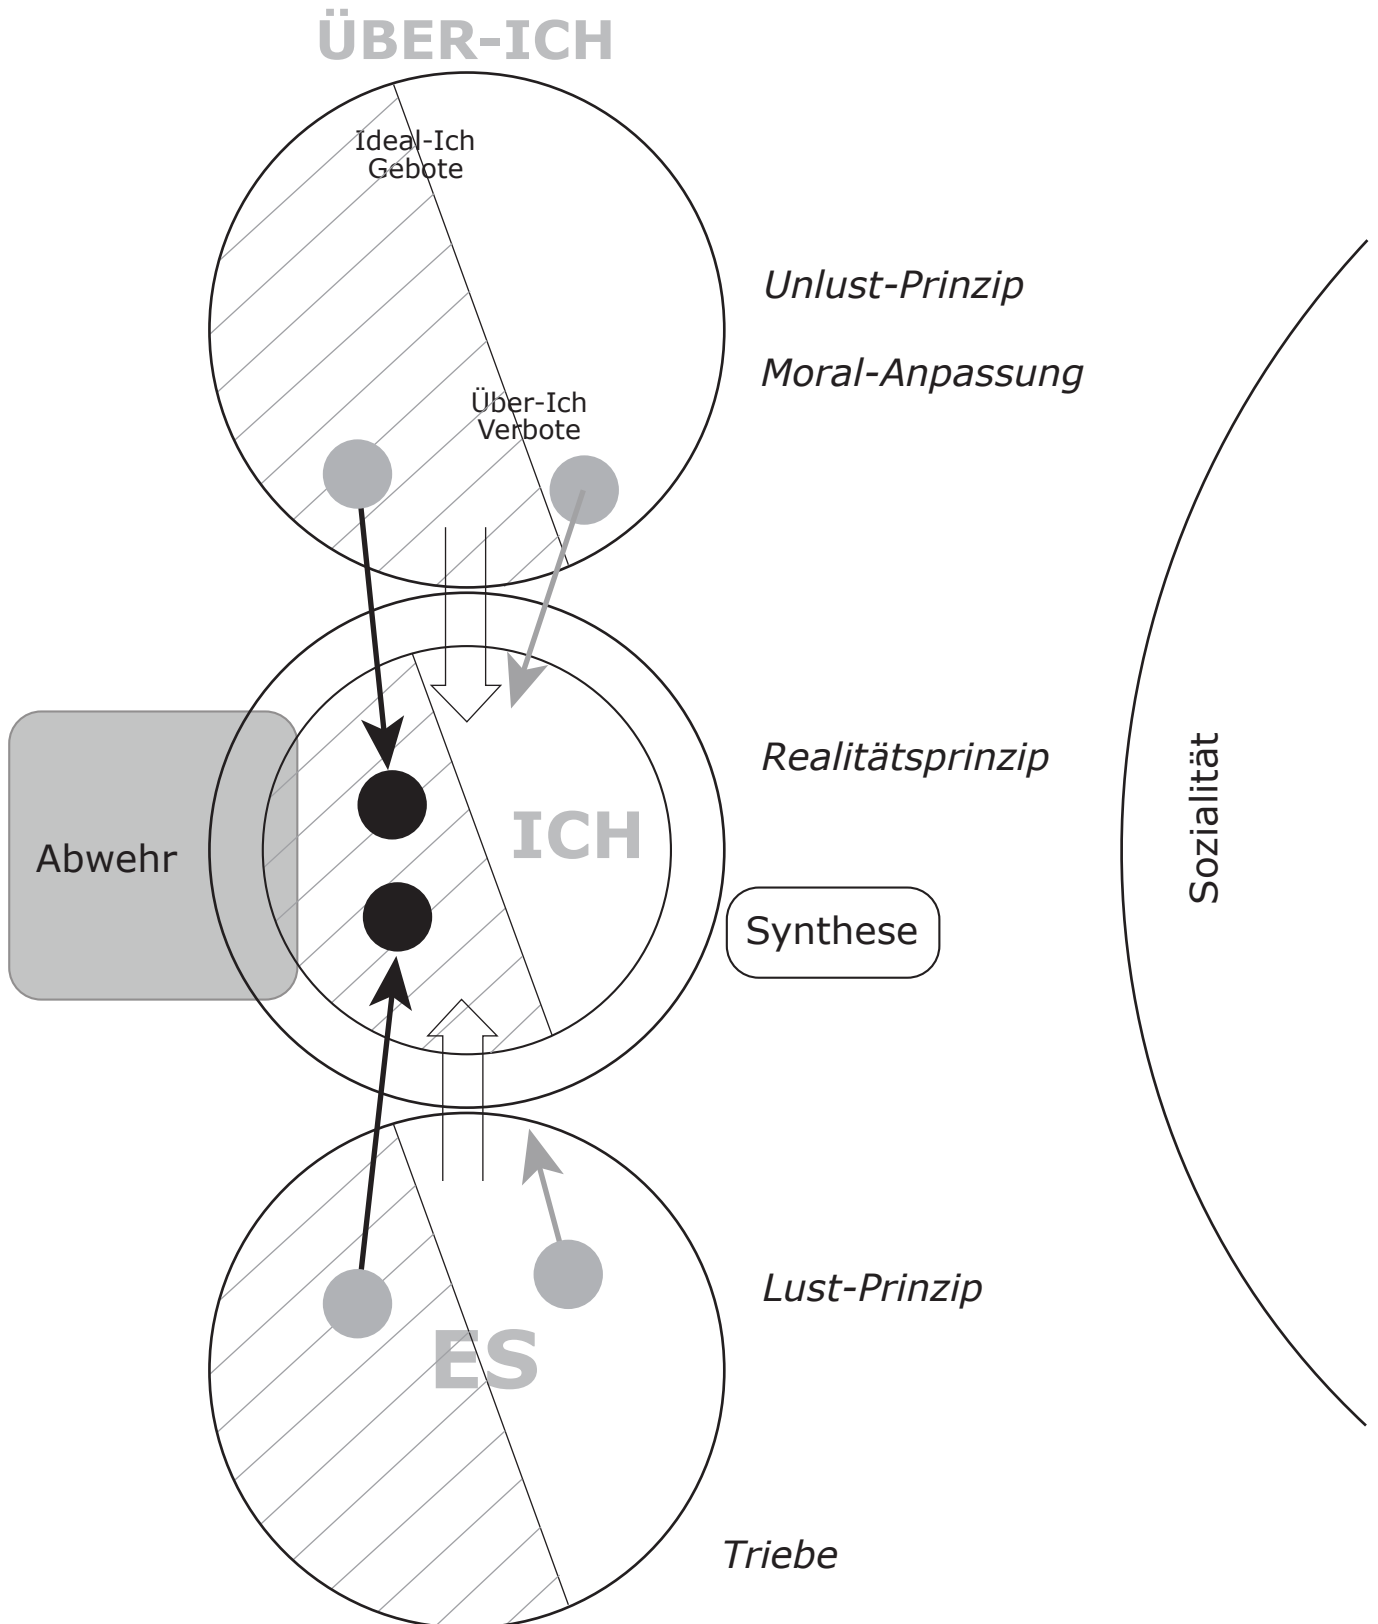 ÜBER-ICH
Ideal-Ich
Gebote
Unlust-Prinzip
Moral-Anpassung
Über-Ich
Verbote
Realitätsprinzip
Sozialität
ICH
Abwehr
Synthese
Lust-Prinzip
ES
Triebe